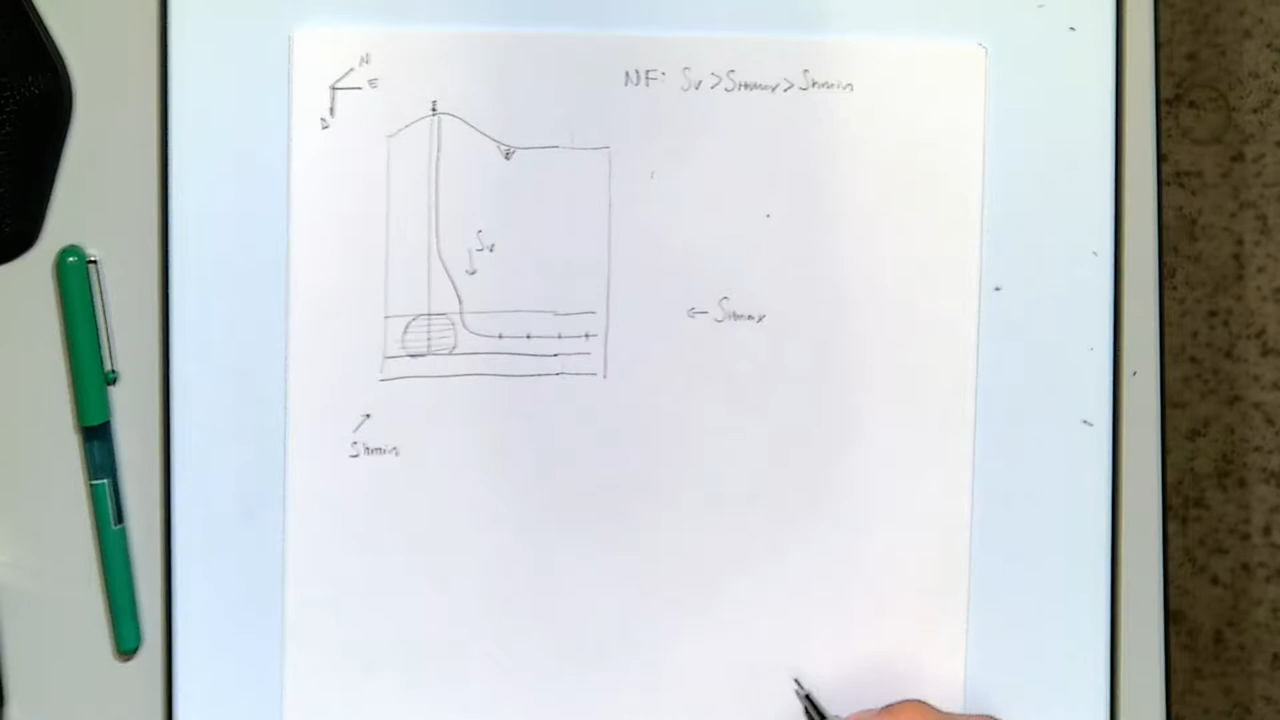 N
E
D
NF: Sv > SHmax > Shmin
Sv
← SHmax
Shmin